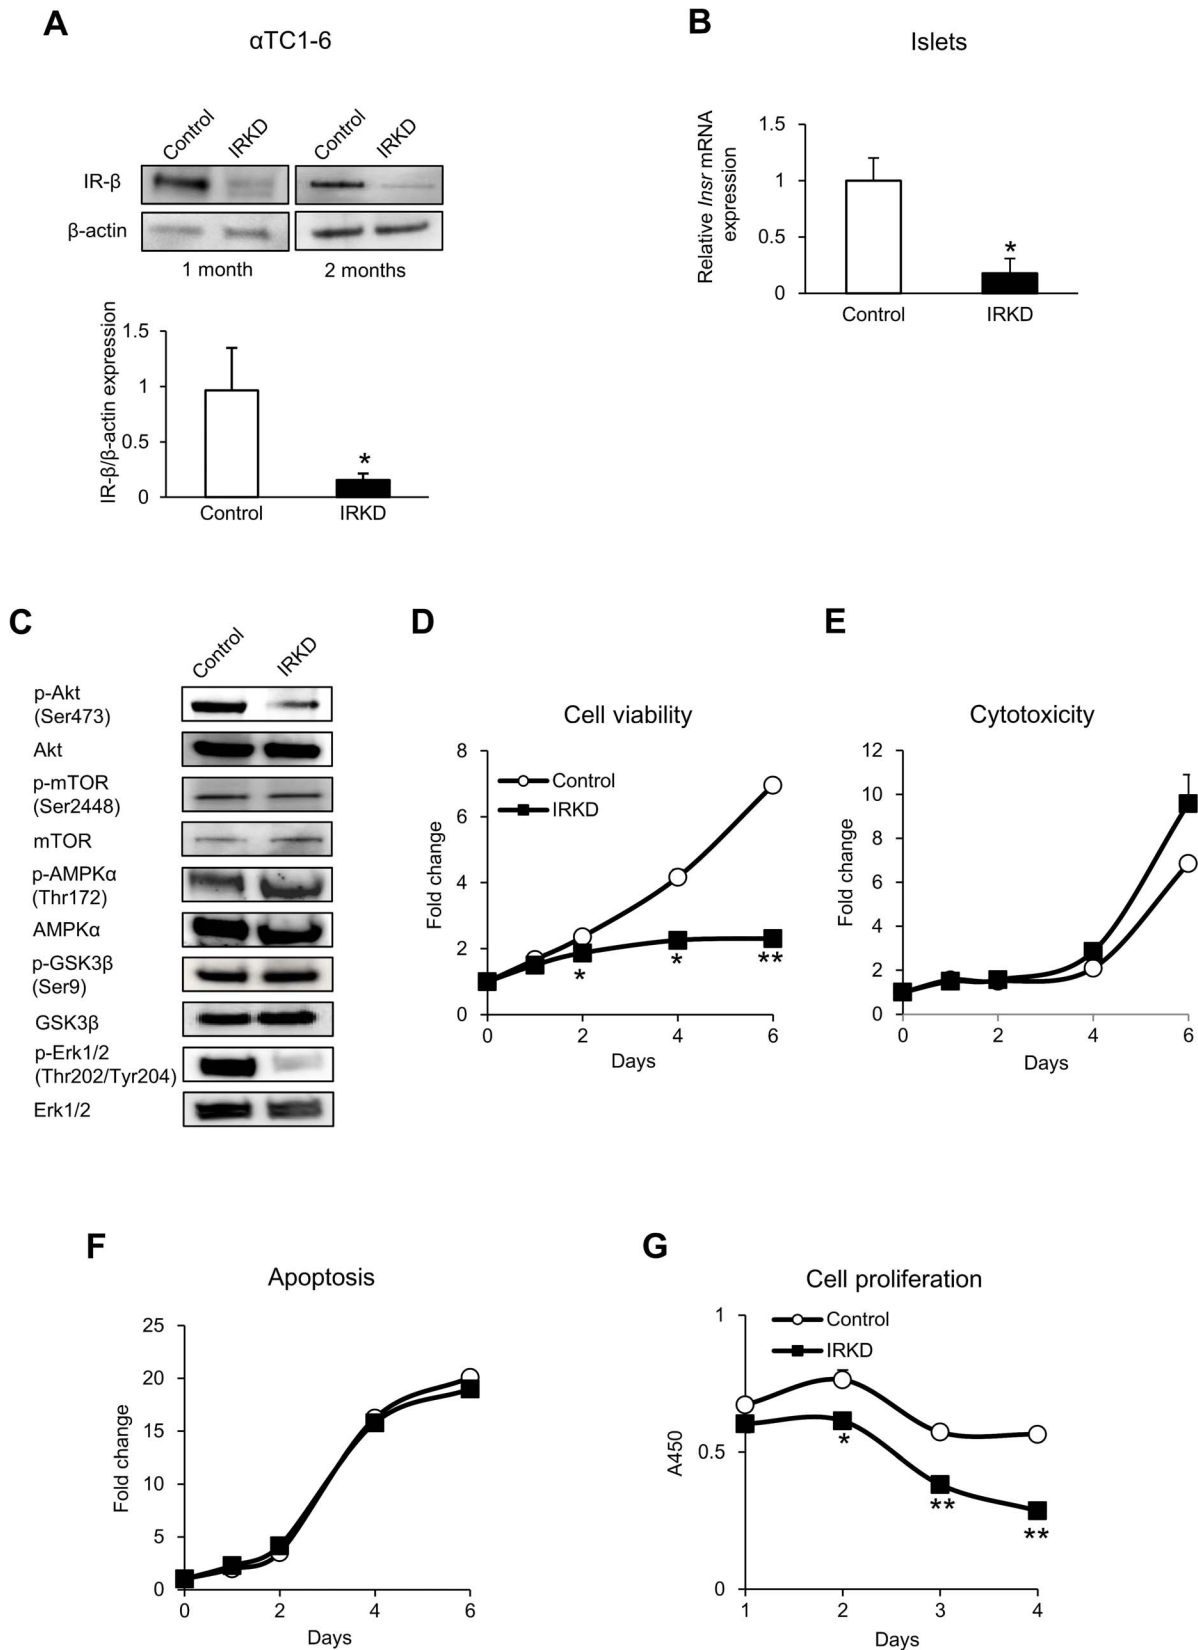 A
αTC1-6
Control
IRKD
Control
IRKD
IR-β
β-actin
1 month
2 months
IR-β/β-actin expression
1.5
1
0.5
0
*
Control
IRKD
B
Islets
Relative Insr mRNA
expression
1.5
1
0.5
0
*
Control
IRKD
C
Control
IRKD
p-Akt
(Ser473)
Akt
p-mTOR
(Ser2448)
mTOR
p-AMPKα
(Thr172)
AMPKα
p-GSK3β
(Ser9)
GSK3β
p-Erk1/2
(Thr202/Tyr204)
Erk1/2
D
Cell viability
Fold change
8
6
4
2
0
Control
IRKD
*
*
**
0
2
4
6
Days
E
Cytotoxicity
Fold change
12
10
8
6
4
2
0
0
2
4
6
Days
F
Apoptosis
Fold change
25
20
15
10
5
0
0
2
4
6
Days
G
Cell proliferation
A450
1
0.5
0
Control
IRKD
*
**
**
1
2
3
4
Days